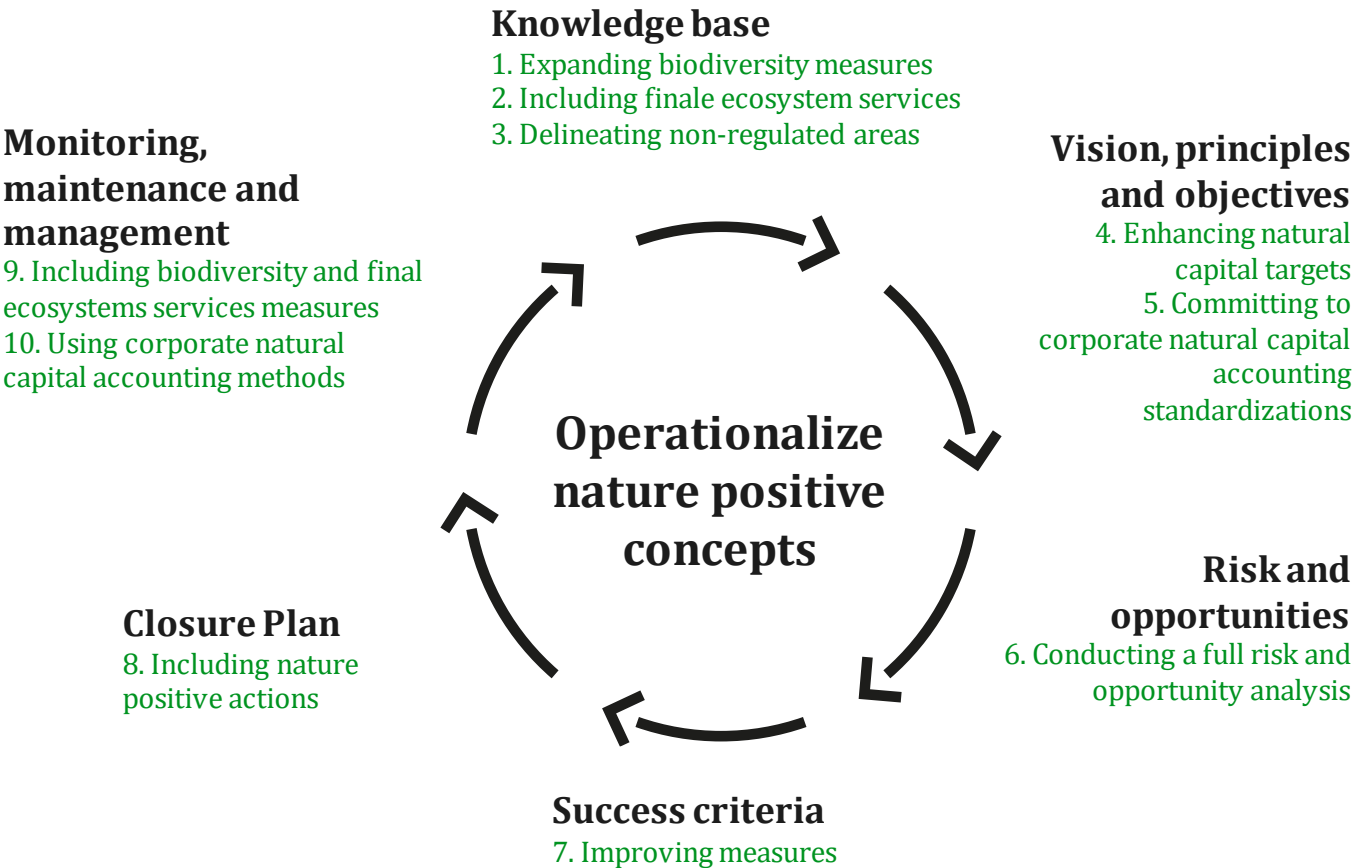 Knowledge base
1. Expanding biodiversity measures
2. Including finale ecosystem services
3. Delineating non-regulated areas
Vision, principles
and objectives
4. Enhancing natural
capital targets
5. Committing to
corporate natural capital
accounting
standardizations
Risk and
opportunities
6. Conducting a full risk and
opportunity analysis
Success criteria
7. Improving measures
Closure Plan
8. Including nature
positive actions
Monitoring,
maintenance and
management
9. Including biodiversity and final
ecosystems services measures
10. Using corporate natural
capital accounting methods
Operationalize
nature positive
concepts